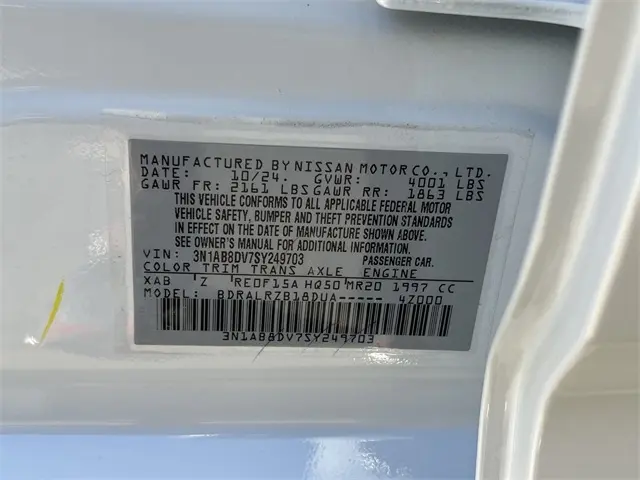 MANUFACTURED BY NISSAN MOTOR CO., LTD.
DATE: 10/24. GVWR: 4001 LBS
GAWR FR: 2161 LBS GAWR RR: 1863 LBS
THIS VEHICLE CONFORMS TO ALL APPLICABLE FEDERAL MOTOR
VEHICLE SAFETY, BUMPER AND THEFT PREVENTION STANDARDS
IN EFFECT ON THE DATE OF MANUFACTURE SHOWN ABOVE.
SEE OWNER'S MANUAL FOR ADDITIONAL INFORMATION.
VIN: 3N1AB8DV7SY249703 PASSENGER CAR.
COLOR TRIM TRANS AXLE ENGINE
XAB Z RE0F15A HQ50 MR20 1997 CC
MODEL: BDRALRZB18DUA----- 4Z000
3N1AB8DV7SY249703